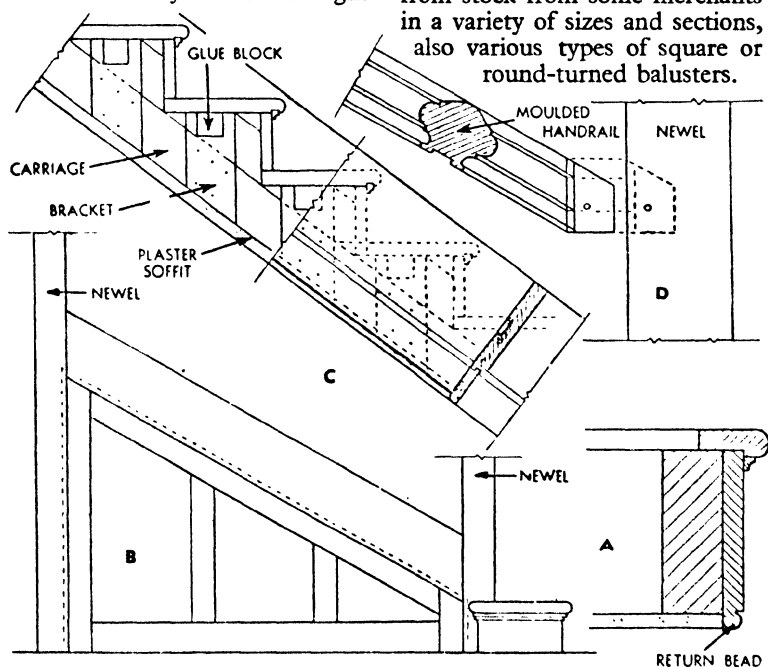 from stock from some merchants
in a variety of sizes and sections,
also various types of square or
round-turned balusters.
GLUE BLOCK
MOULDED
HANDRAIL
NEWEL
CARRIAGE
BRACKET
PLASTER
SOFFIT
NEWEL
D
C
NEWEL
B
A
RETURN BEAD